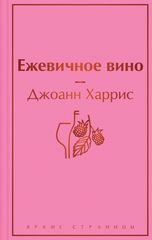 Ежевичное вино
Джоанн Харрис
ЯРКИЕ СТРАНИЦЫ